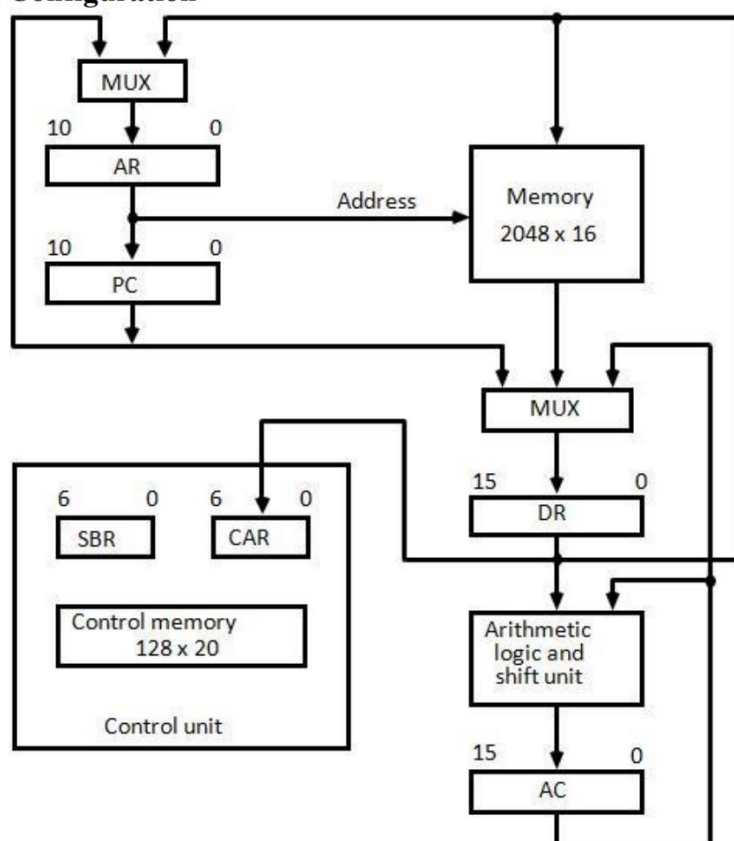 Configuration
MUX
10 0
AR
Address
Memory
2048 x 16
10 0
PC
MUX
15 0
DR
6 0 6 0
SBR CAR
Control memory
128 x 20
Control unit
Arithmetic
logic and
shift unit
15 0
AC